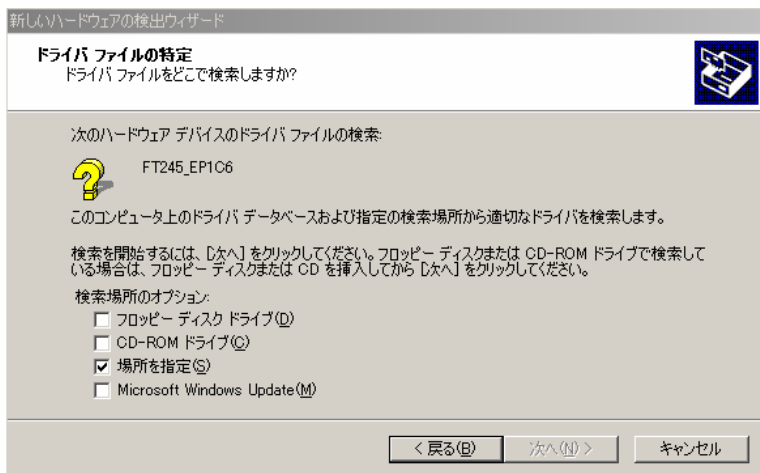 新しいハードウェアの検出ウィザード
ドライバ ファイルの特定
ドライバ ファイルをどこで検索しますか?
次のハードウェア デバイスのドライバ ファイルの検索:
FT245_EP1C6
このコンピュータ上のドライバ データベースおよび指定の検索場所から適切なドライバを検索します。
検索を開始するには、[次へ] をクリックしてください。フロッピー ディスクまたは CD-ROM ドライブで検索して
いる場合は、フロッピー ディスクまたは CD を挿入してから [次へ] をクリックしてください。
検索場所のオプション:
フロッピー ディスク ドライブ(D)
CD-ROM ドライブ(C)
場所を指定(S)
Microsoft Windows Update(M)
< 戻る(B) 次へ(N) > キャンセル